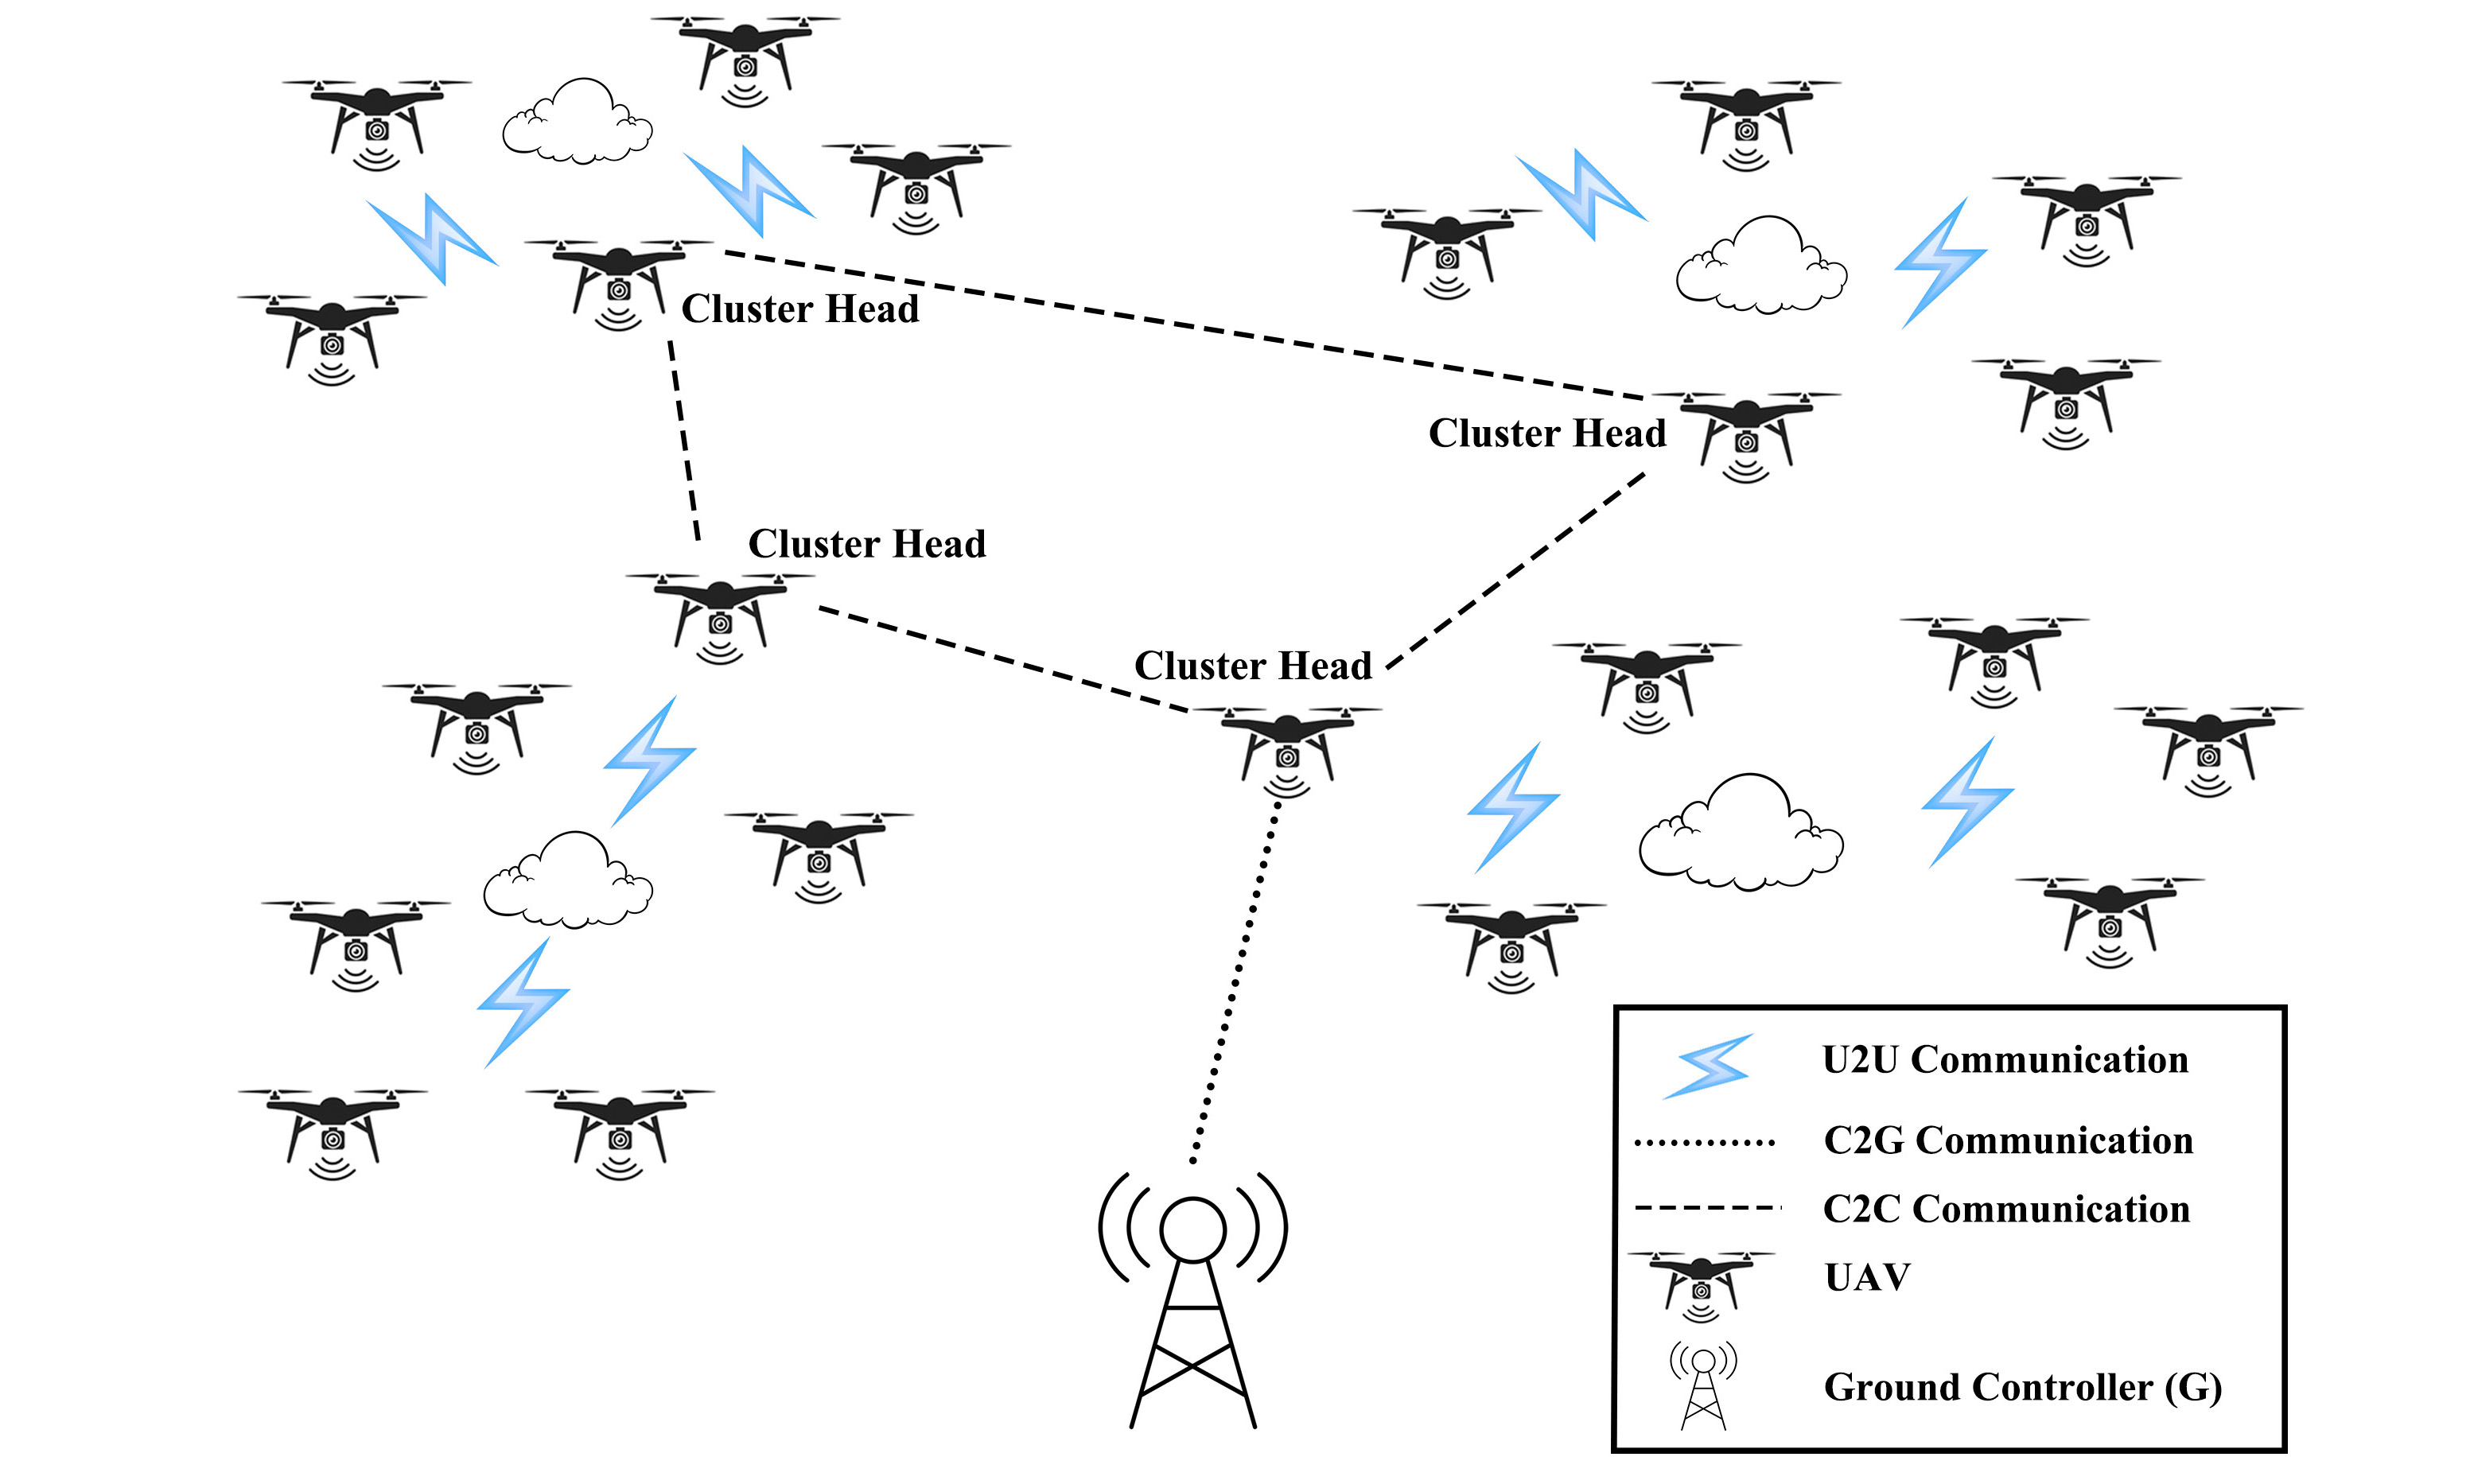 Cluster Head
Cluster Head
Cluster Head
Cluster Head
U2U Communication
C2G Communication
C2C Communication
UAV
Ground Controller (G)